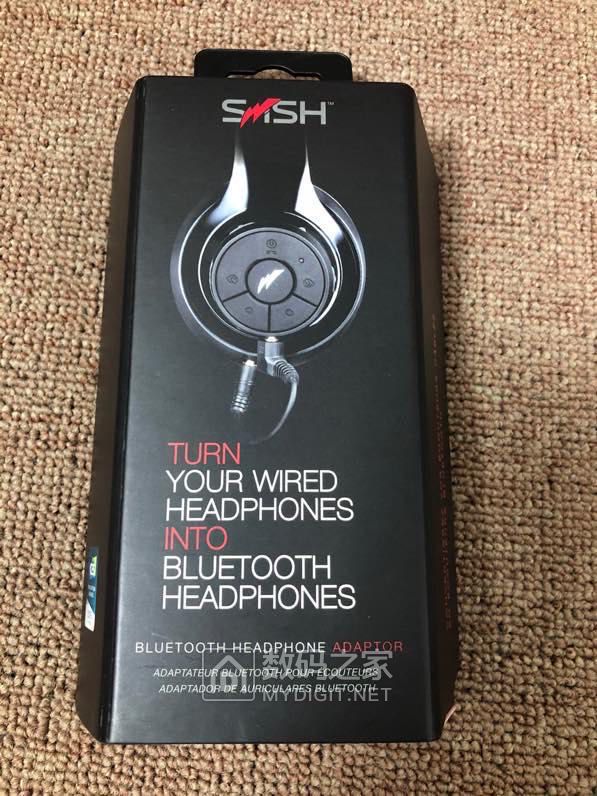 SMSH™
TURN
YOUR WIRED
HEADPHONES
INTO
BLUETOOTH
HEADPHONES
BLUETOOTH HEADPHONE ADAPTOR
ADAPTATEUR BLUETOOTH POUR ÉCOUTEURS
ADAPTADOR DE AURICULARES BLUETOOTH
数码之家
MYDIGIT.NET